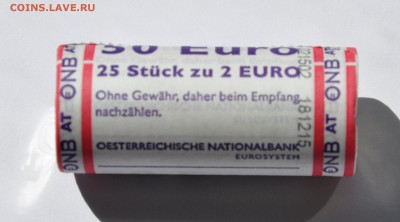 COINS.LAVE.RU
50 Euro
25 Stück zu 2 EURO
Ohne Gewähr, daher beim Empfang
nachzählen.
OESTERREICHISCHE NATIONALBANK
EUROSYSTEM
ONB AT ONB
AT ONB
181215